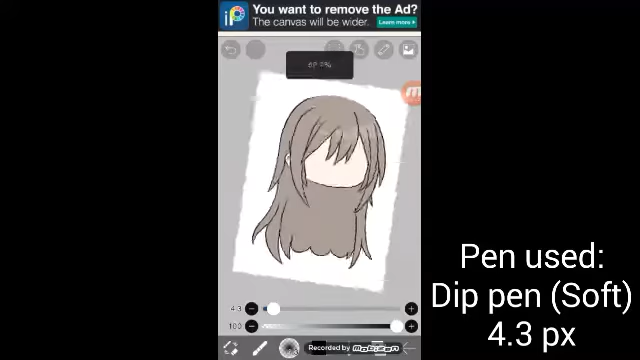 You want to remove the Ad?
The canvas will be wider.
Learn more ▸
4.3
100
Recorded by Mobizen
Pen used:
Dip pen (Soft)
4.3 px